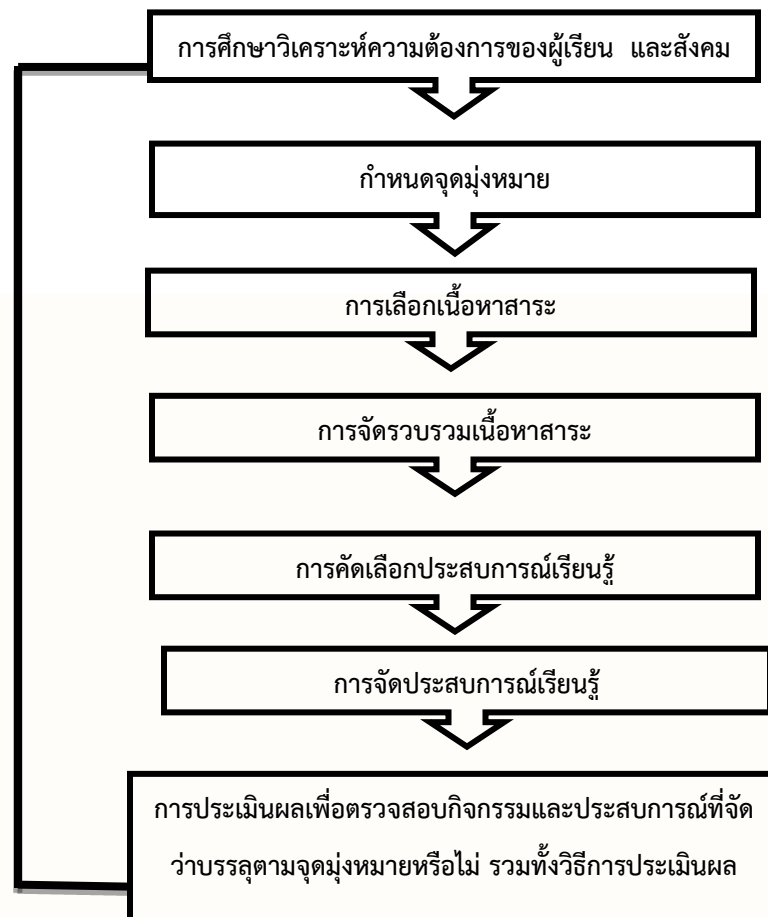 การศึกษาวิเคราะห์ความต้องการของผู้เรียน และสังคม
กำหนดจุดมุ่งหมาย
การเลือกเนื้อหาสาระ
การจัดรวบรวมเนื้อหาสาระ
การคัดเลือกประสบการณ์เรียนรู้
การจัดประสบการณ์เรียนรู้
การประเมินผลเพื่อตรวจสอบกิจกรรมและประสบการณ์ที่จัด
ว่าบรรลุตามจุดมุ่งหมายหรือไม่ รวมทั้งวิธีการประเมินผล